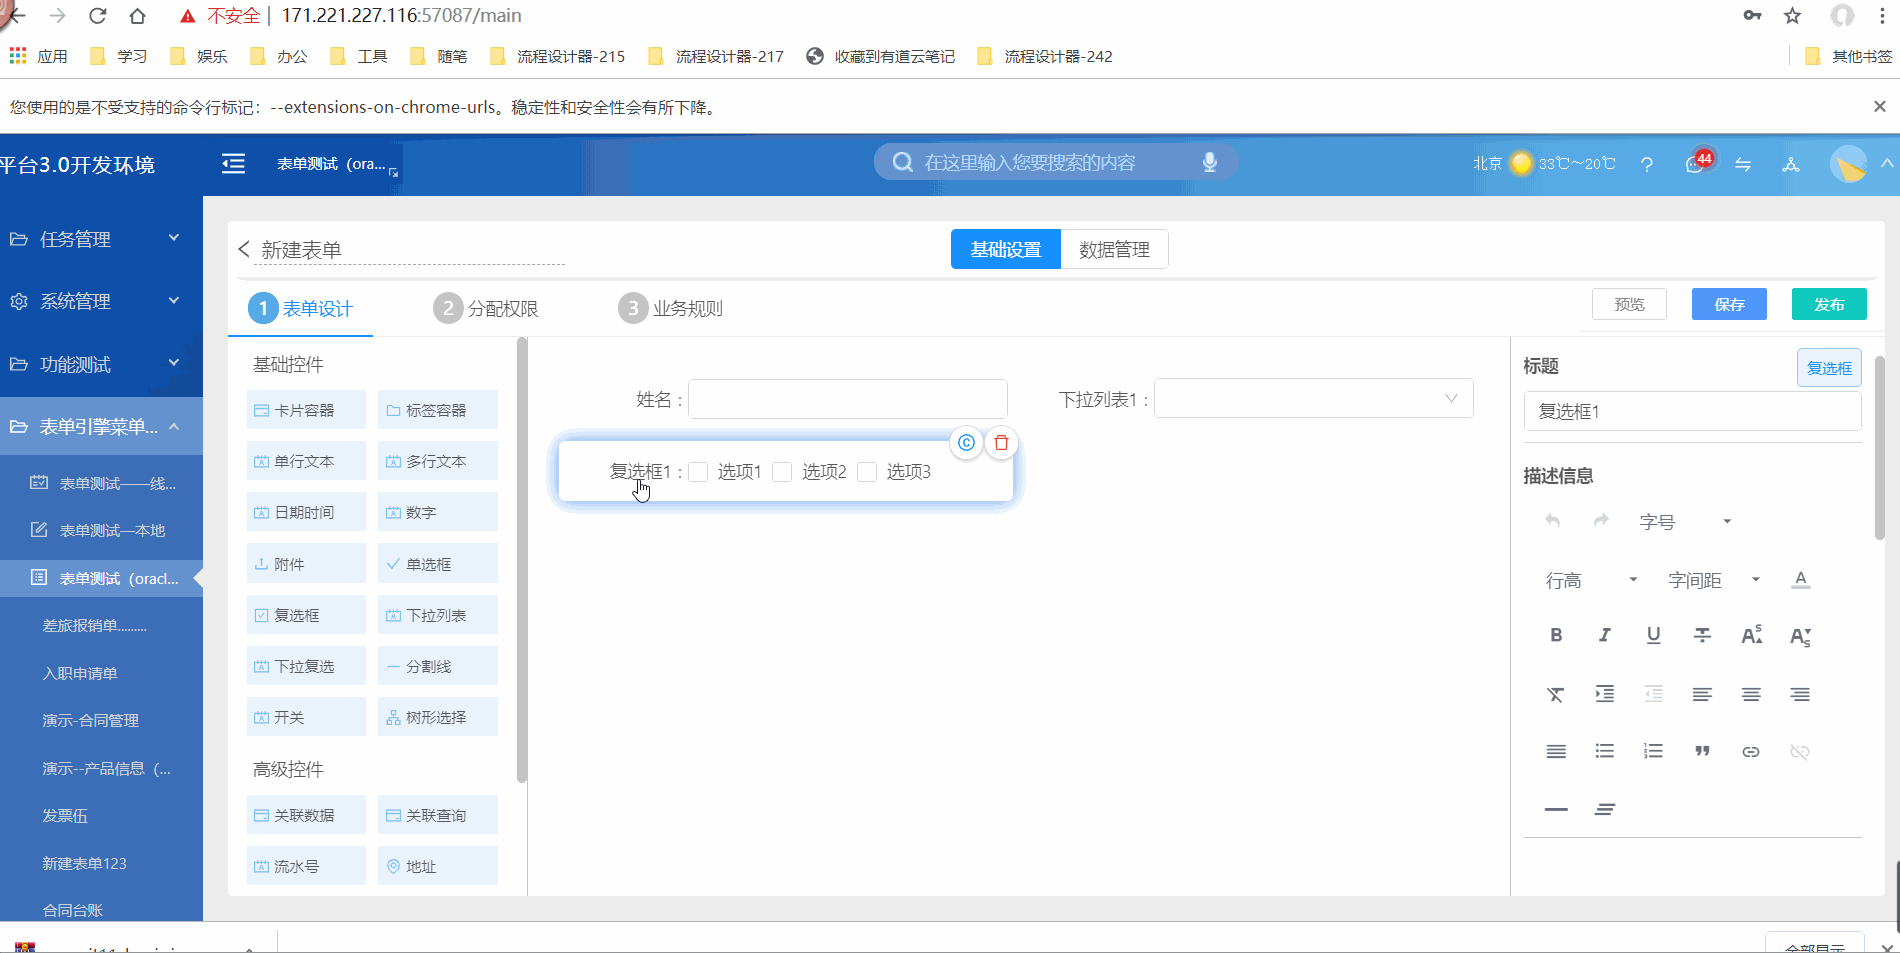 不安全 | 171.221.227.116:57087/main
应用 学习 娱乐 办公 工具 随笔 流程设计器-215 流程设计器-217 收藏到有道云笔记 流程设计器-242 其他书签
您使用的是不受支持的命令行标记：--extensions-on-chrome-urls。稳定性和安全性会有所下降。
平台3.0开发环境 表单测试（ora... 在这里输入您要搜索的内容 北京 33℃～20℃ ? 44
任务管理
系统管理
功能测试
表单引擎菜单...
表单测试——线...
表单测试—本地
表单测试（oracl...
差旅报销单.........
入职申请单
演示-合同管理
演示--产品信息（...
发票伍
新建表单123
合同台账
新建表单 基础设置 数据管理
1 表单设计 2 分配权限 3 业务规则 预览 保存 发布
基础控件
卡片容器 标签容器
单行文本 多行文本
日期时间 数字
附件 单选框
复选框 下拉列表
下拉复选 分割线
开关 树形选择
高级控件
关联数据 关联查询
流水号 地址
姓名 : 下拉列表1 :
复选框1 : 选项1 选项2 选项3
标题 复选框
复选框1
描述信息
字号
行高 字间距 A
全部显示